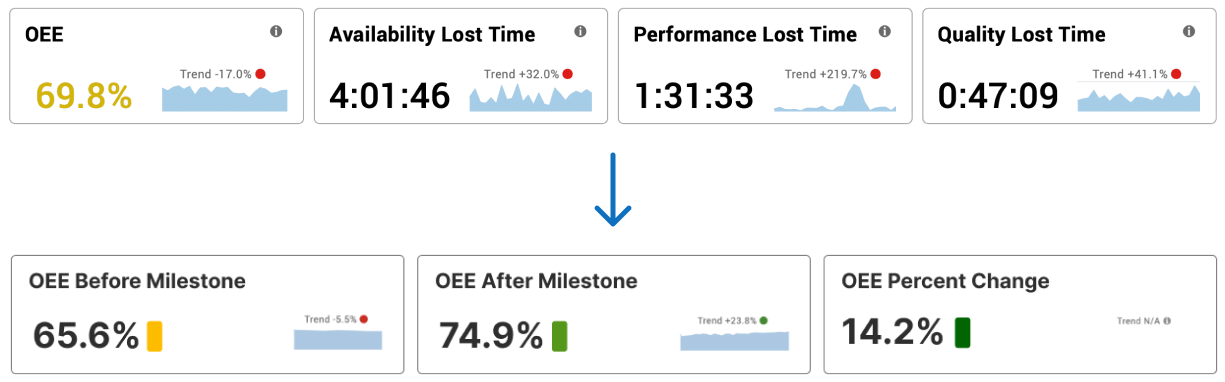 OEE
Availability Lost Time
Performance Lost Time
Quality Lost Time
Trend -17.0%
Trend +32.0%
Trend +219.7%
Trend +41.1%
69.8%
4:01:46
1:31:33
0:47:09
OEE Before Milestone
OEE After Milestone
OEE Percent Change
Trend -5.5%
Trend +23.8%
Trend N/A
65.6%
74.9%
14.2%